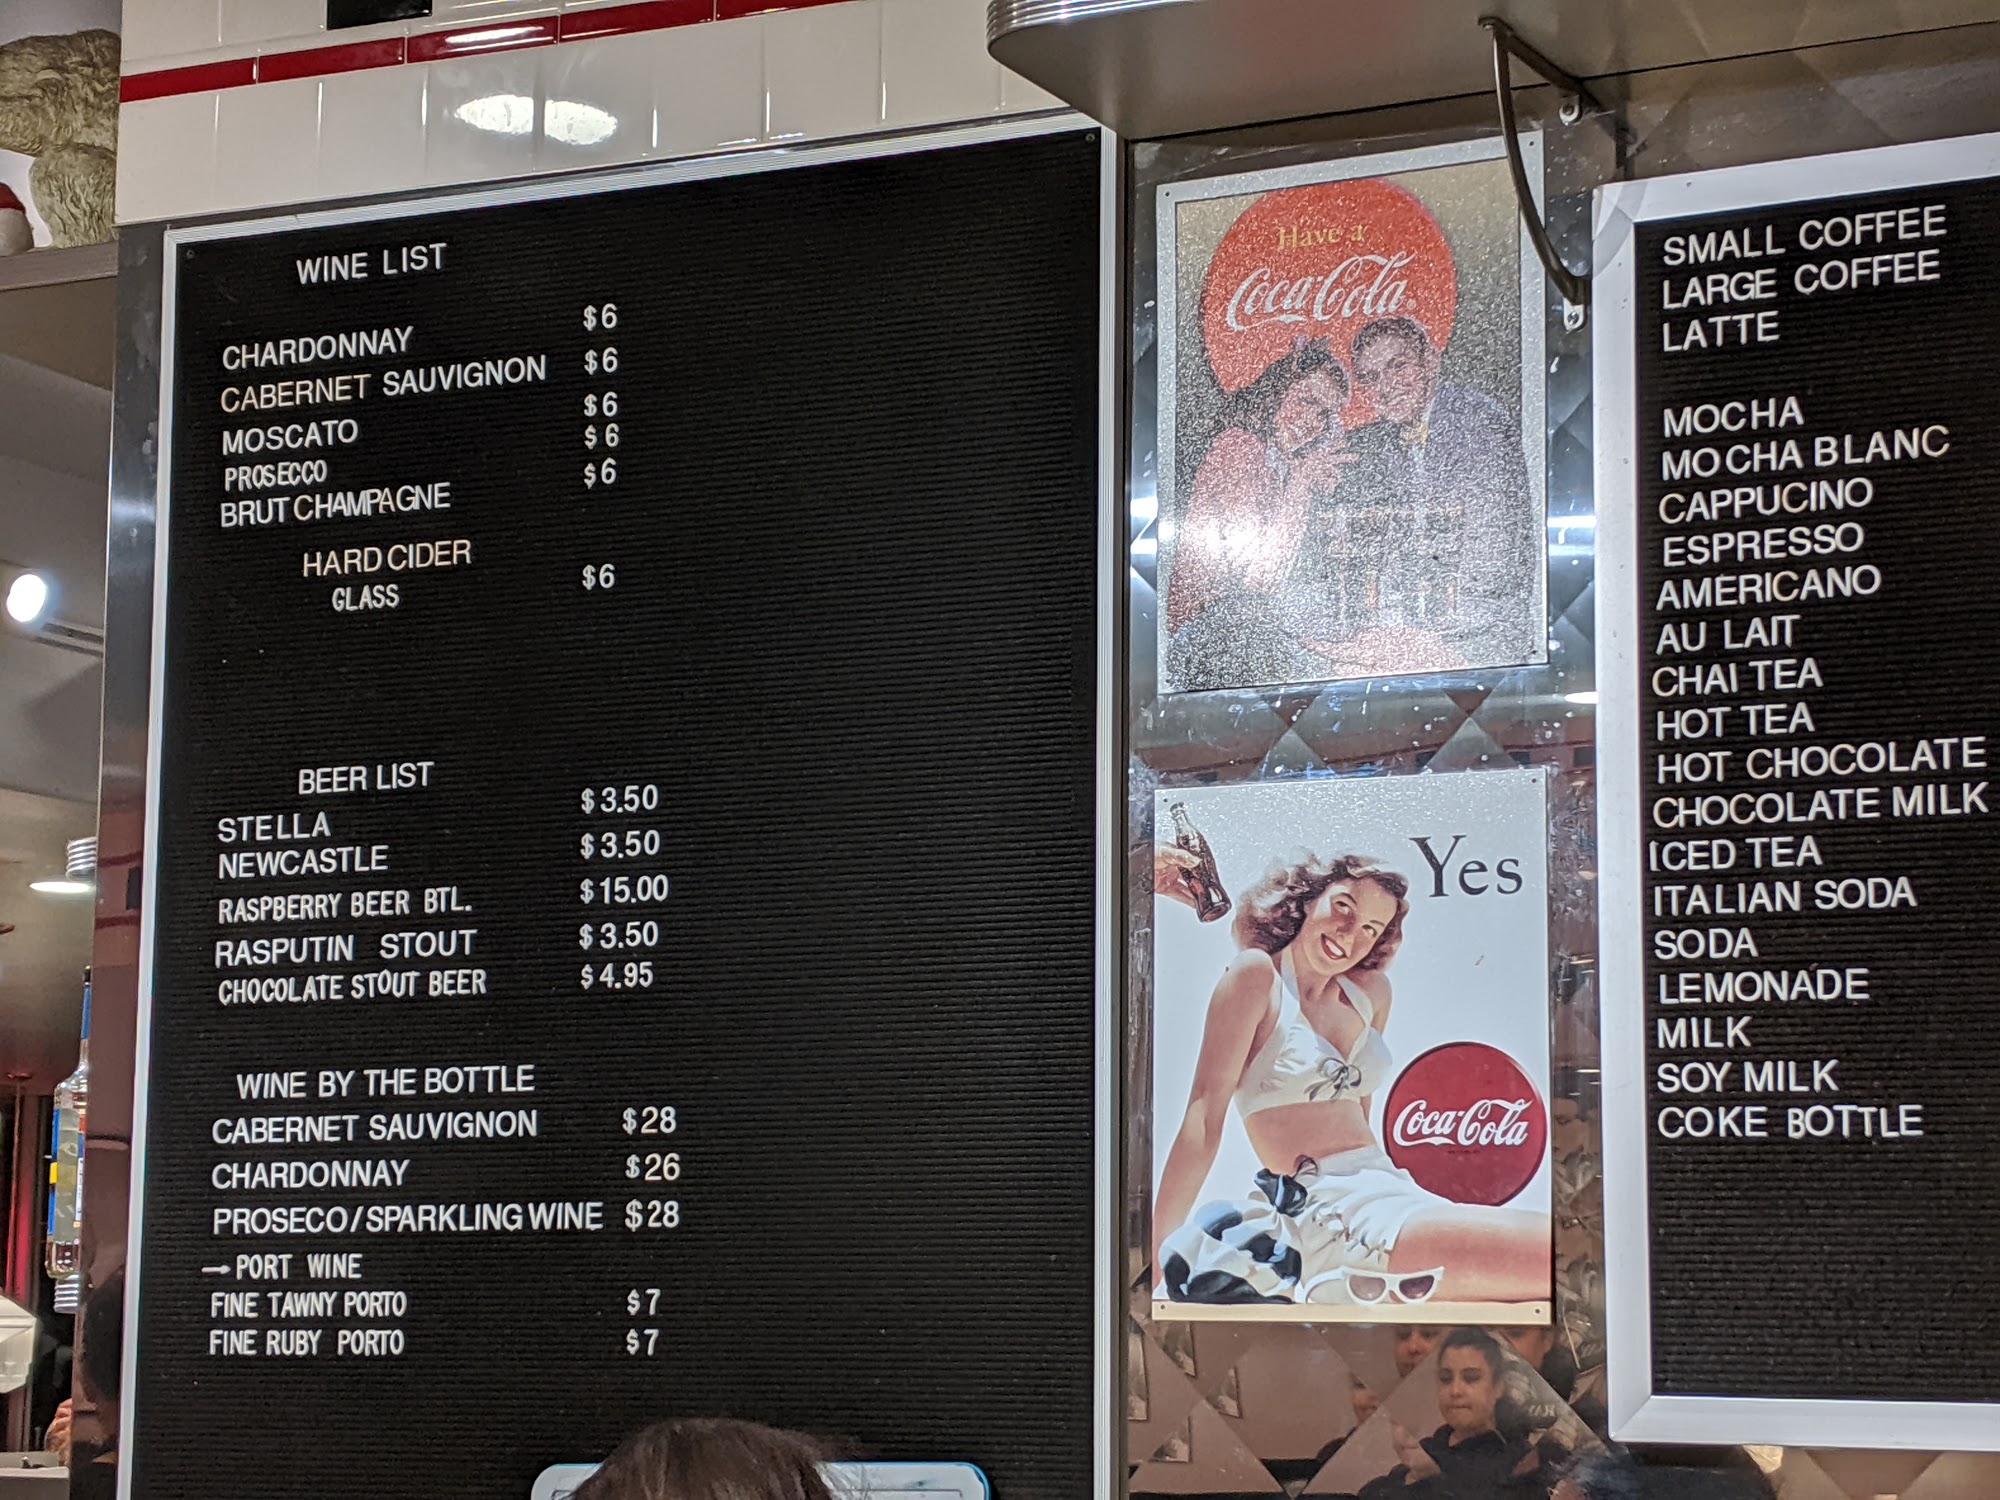 WINE LIST
CHARDONNAY $6
CABERNET SAUVIGNON $6
MOSCATO $6
PROSECCO $6
BRUT CHAMPAGNE $6
HARD CIDER
GLASS $6
BEER LIST
STELLA $3.50
NEWCASTLE $3.50
RASPBERRY BEER BTL. $15.00
RASPUTIN STOUT $3.50
CHOCOLATE STOUT BEER $4.95
WINE BY THE BOTTLE
CABERNET SAUVIGNON $28
CHARDONNAY $26
PROSECO/SPARKLING WINE $28
→PORT WINE
FINE TAWNY PORTO $7
FINE RUBY PORTO $7
Have a
Coca-Cola
Yes
Coca-Cola
SMALL COFFEE
LARGE COFFEE
LATTE
MOCHA
MOCHA BLANC
CAPPUCINO
ESPRESSO
AMERICANO
AU LAIT
CHAI TEA
HOT TEA
HOT CHOCOLATE
CHOCOLATE MILK
ICED TEA
ITALIAN SODA
SODA
LEMONADE
MILK
SOY MILK
COKE BOTTLE